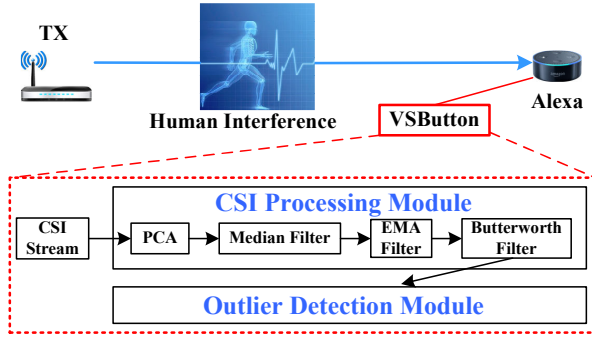 TX
Human Interference
Alexa
VSButton
CSI Processing Module
CSI
Stream
PCA
Median Filter
EMA
Filter
Butterworth
Filter
Outlier Detection Module